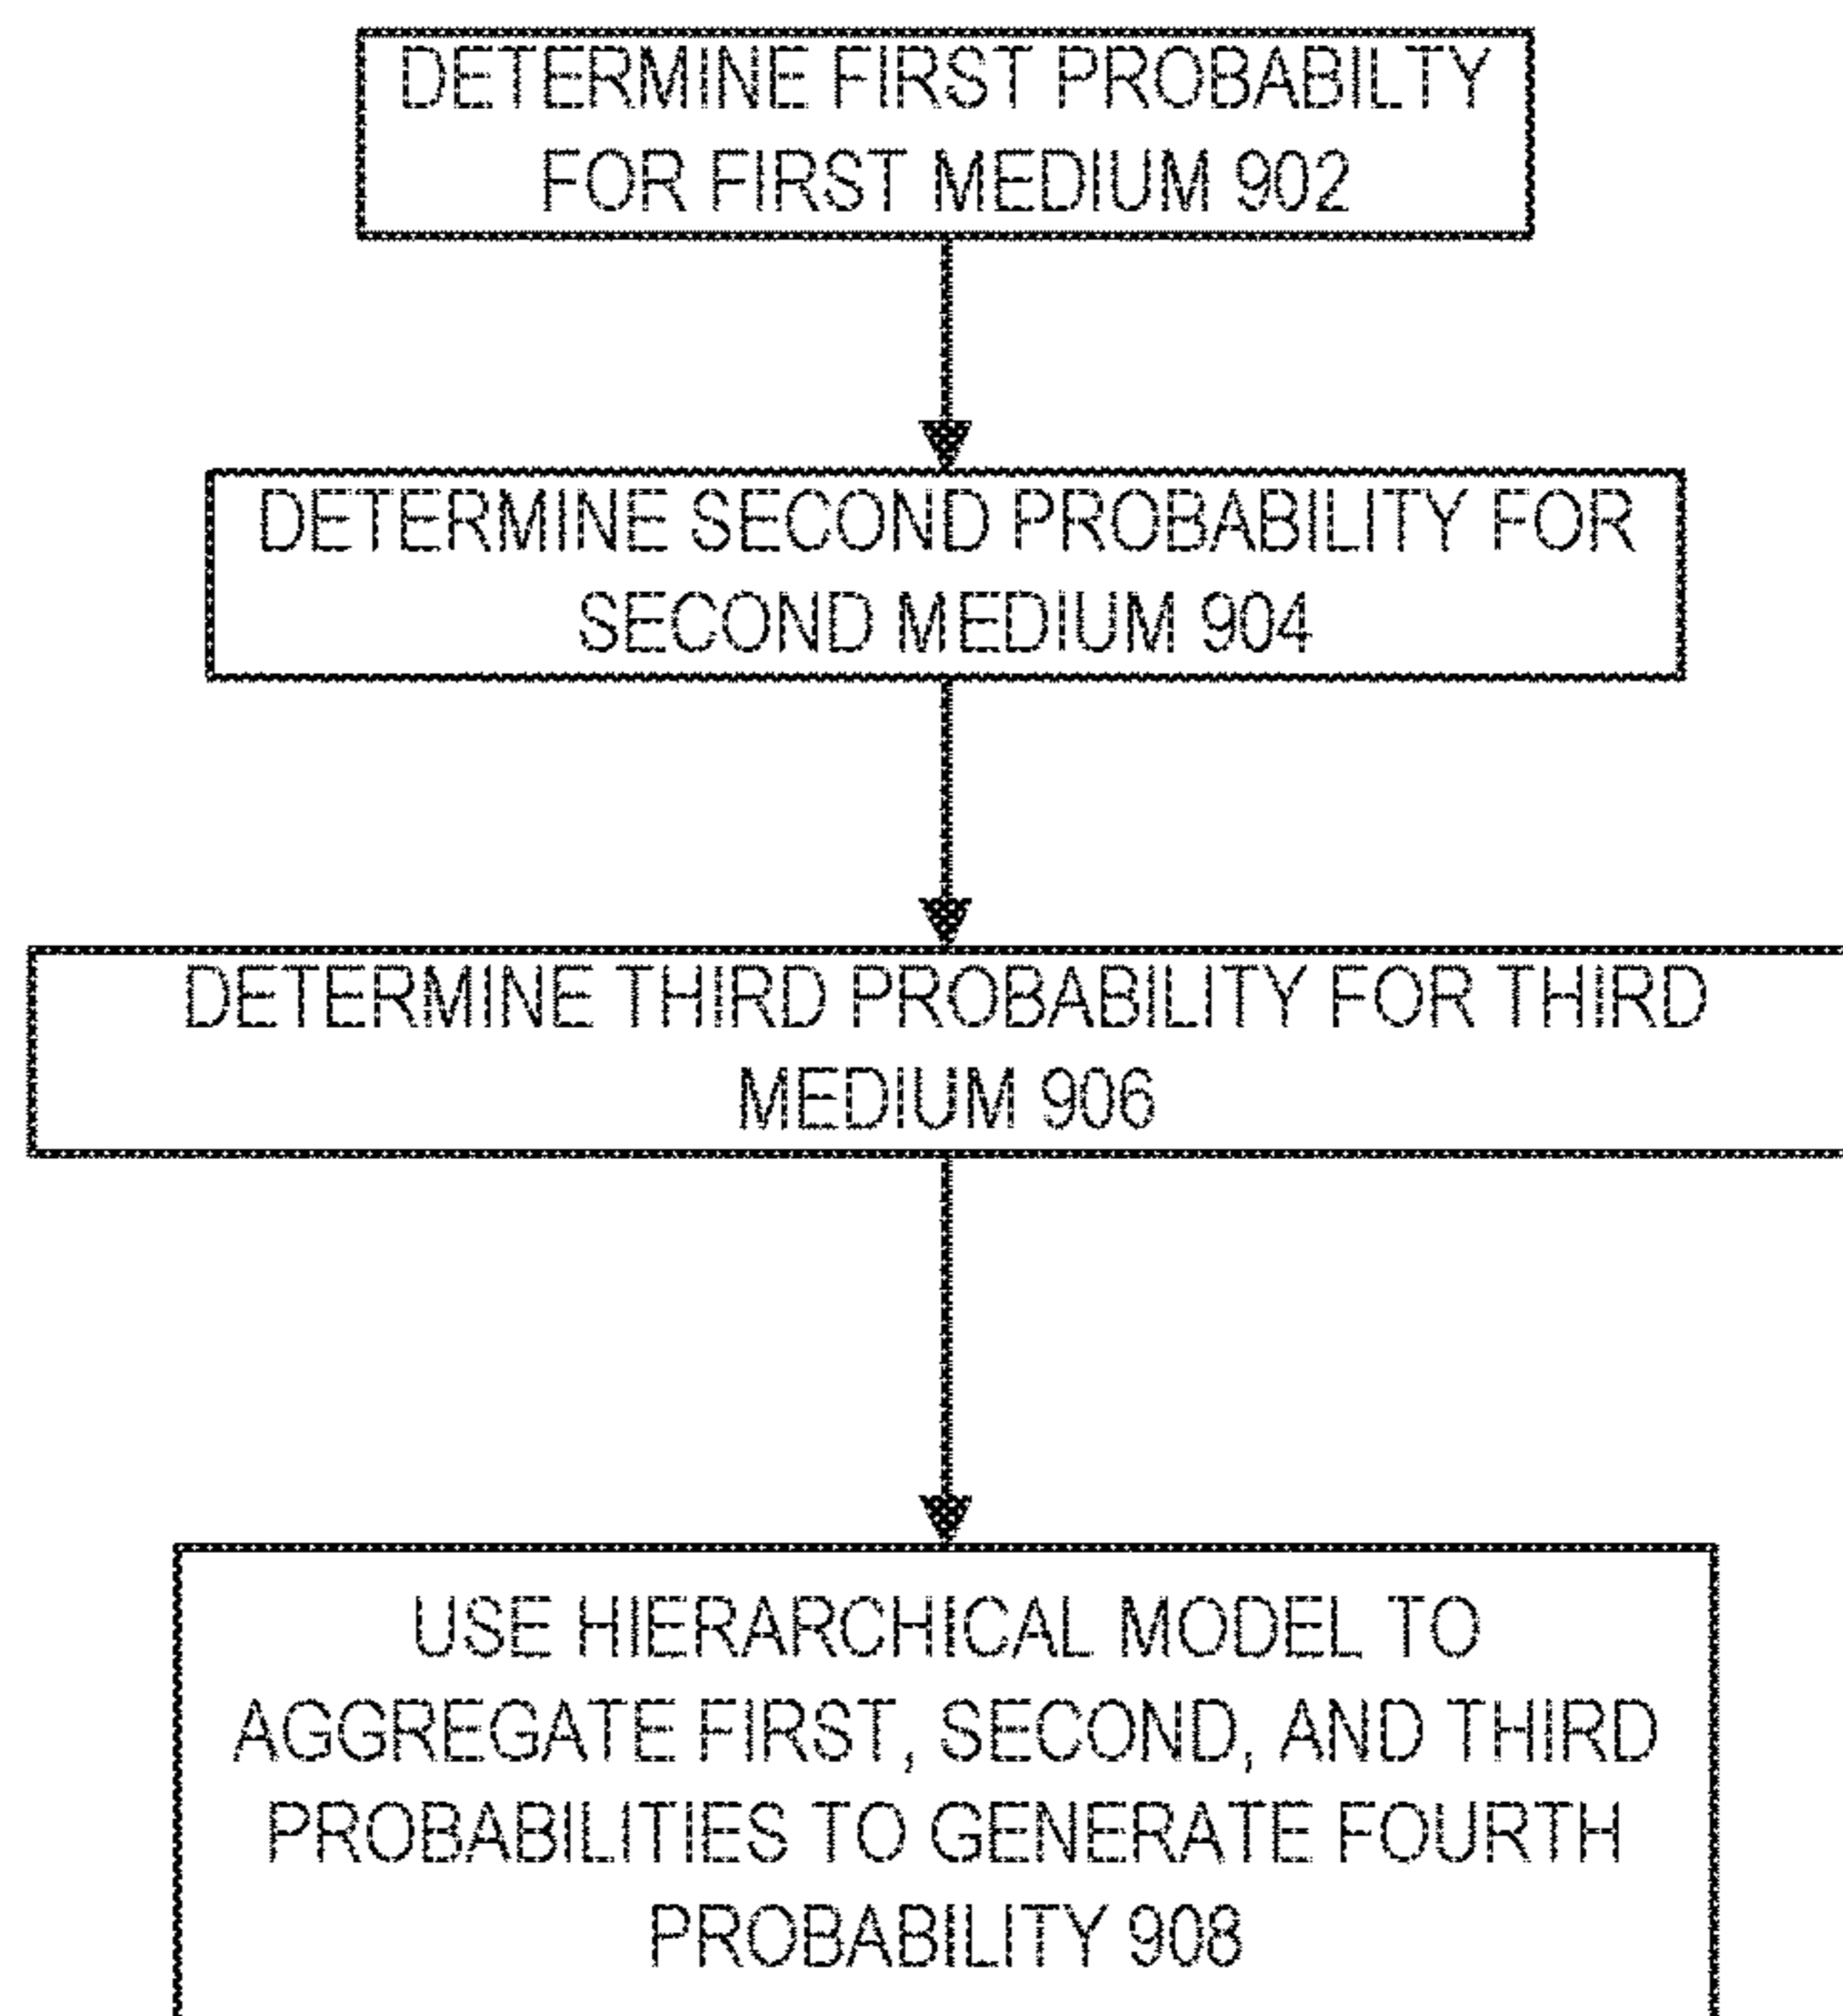 DETERMINE FIRST PROBABILTY
FOR FIRST MEDIUM 902
DETERMINE SECOND PROBABILITY FOR
SECOND MEDIUM 904
DETERMINE THIRD PROBABILITY FOR THIRD
MEDIUM 906
USE HIERARCHICAL MODEL TO
AGGREGATE FIRST, SECOND, AND THIRD
PROBABILITIES TO GENERATE FOURTH
PROBABILITY 908